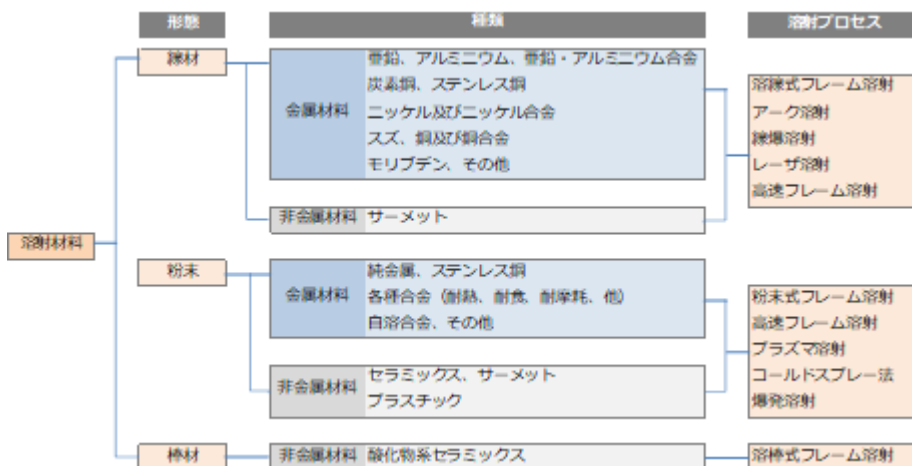 形態
種類
溶射プロセス
線材
金属材料
亜鉛、アルミニウム、亜鉛・アルミニウム合金
炭素鋼、ステンレス鋼
ニッケル及びニッケル合金
スズ、銅及び銅合金
モリブデン、その他
溶線式フレーム溶射
アーク溶射
線爆溶射
レーザ溶射
高速フレーム溶射
非金属材料
サーメット
溶射材料
粉末
金属材料
純金属、ステンレス鋼
各種合金（耐熱、耐食、耐摩耗、他）
自溶合金、その他
粉末式フレーム溶射
高速フレーム溶射
プラズマ溶射
コールドスプレー法
爆発溶射
非金属材料
セラミックス、サーメット
プラスチック
棒材
非金属材料
酸化物系セラミックス
溶棒式フレーム溶射